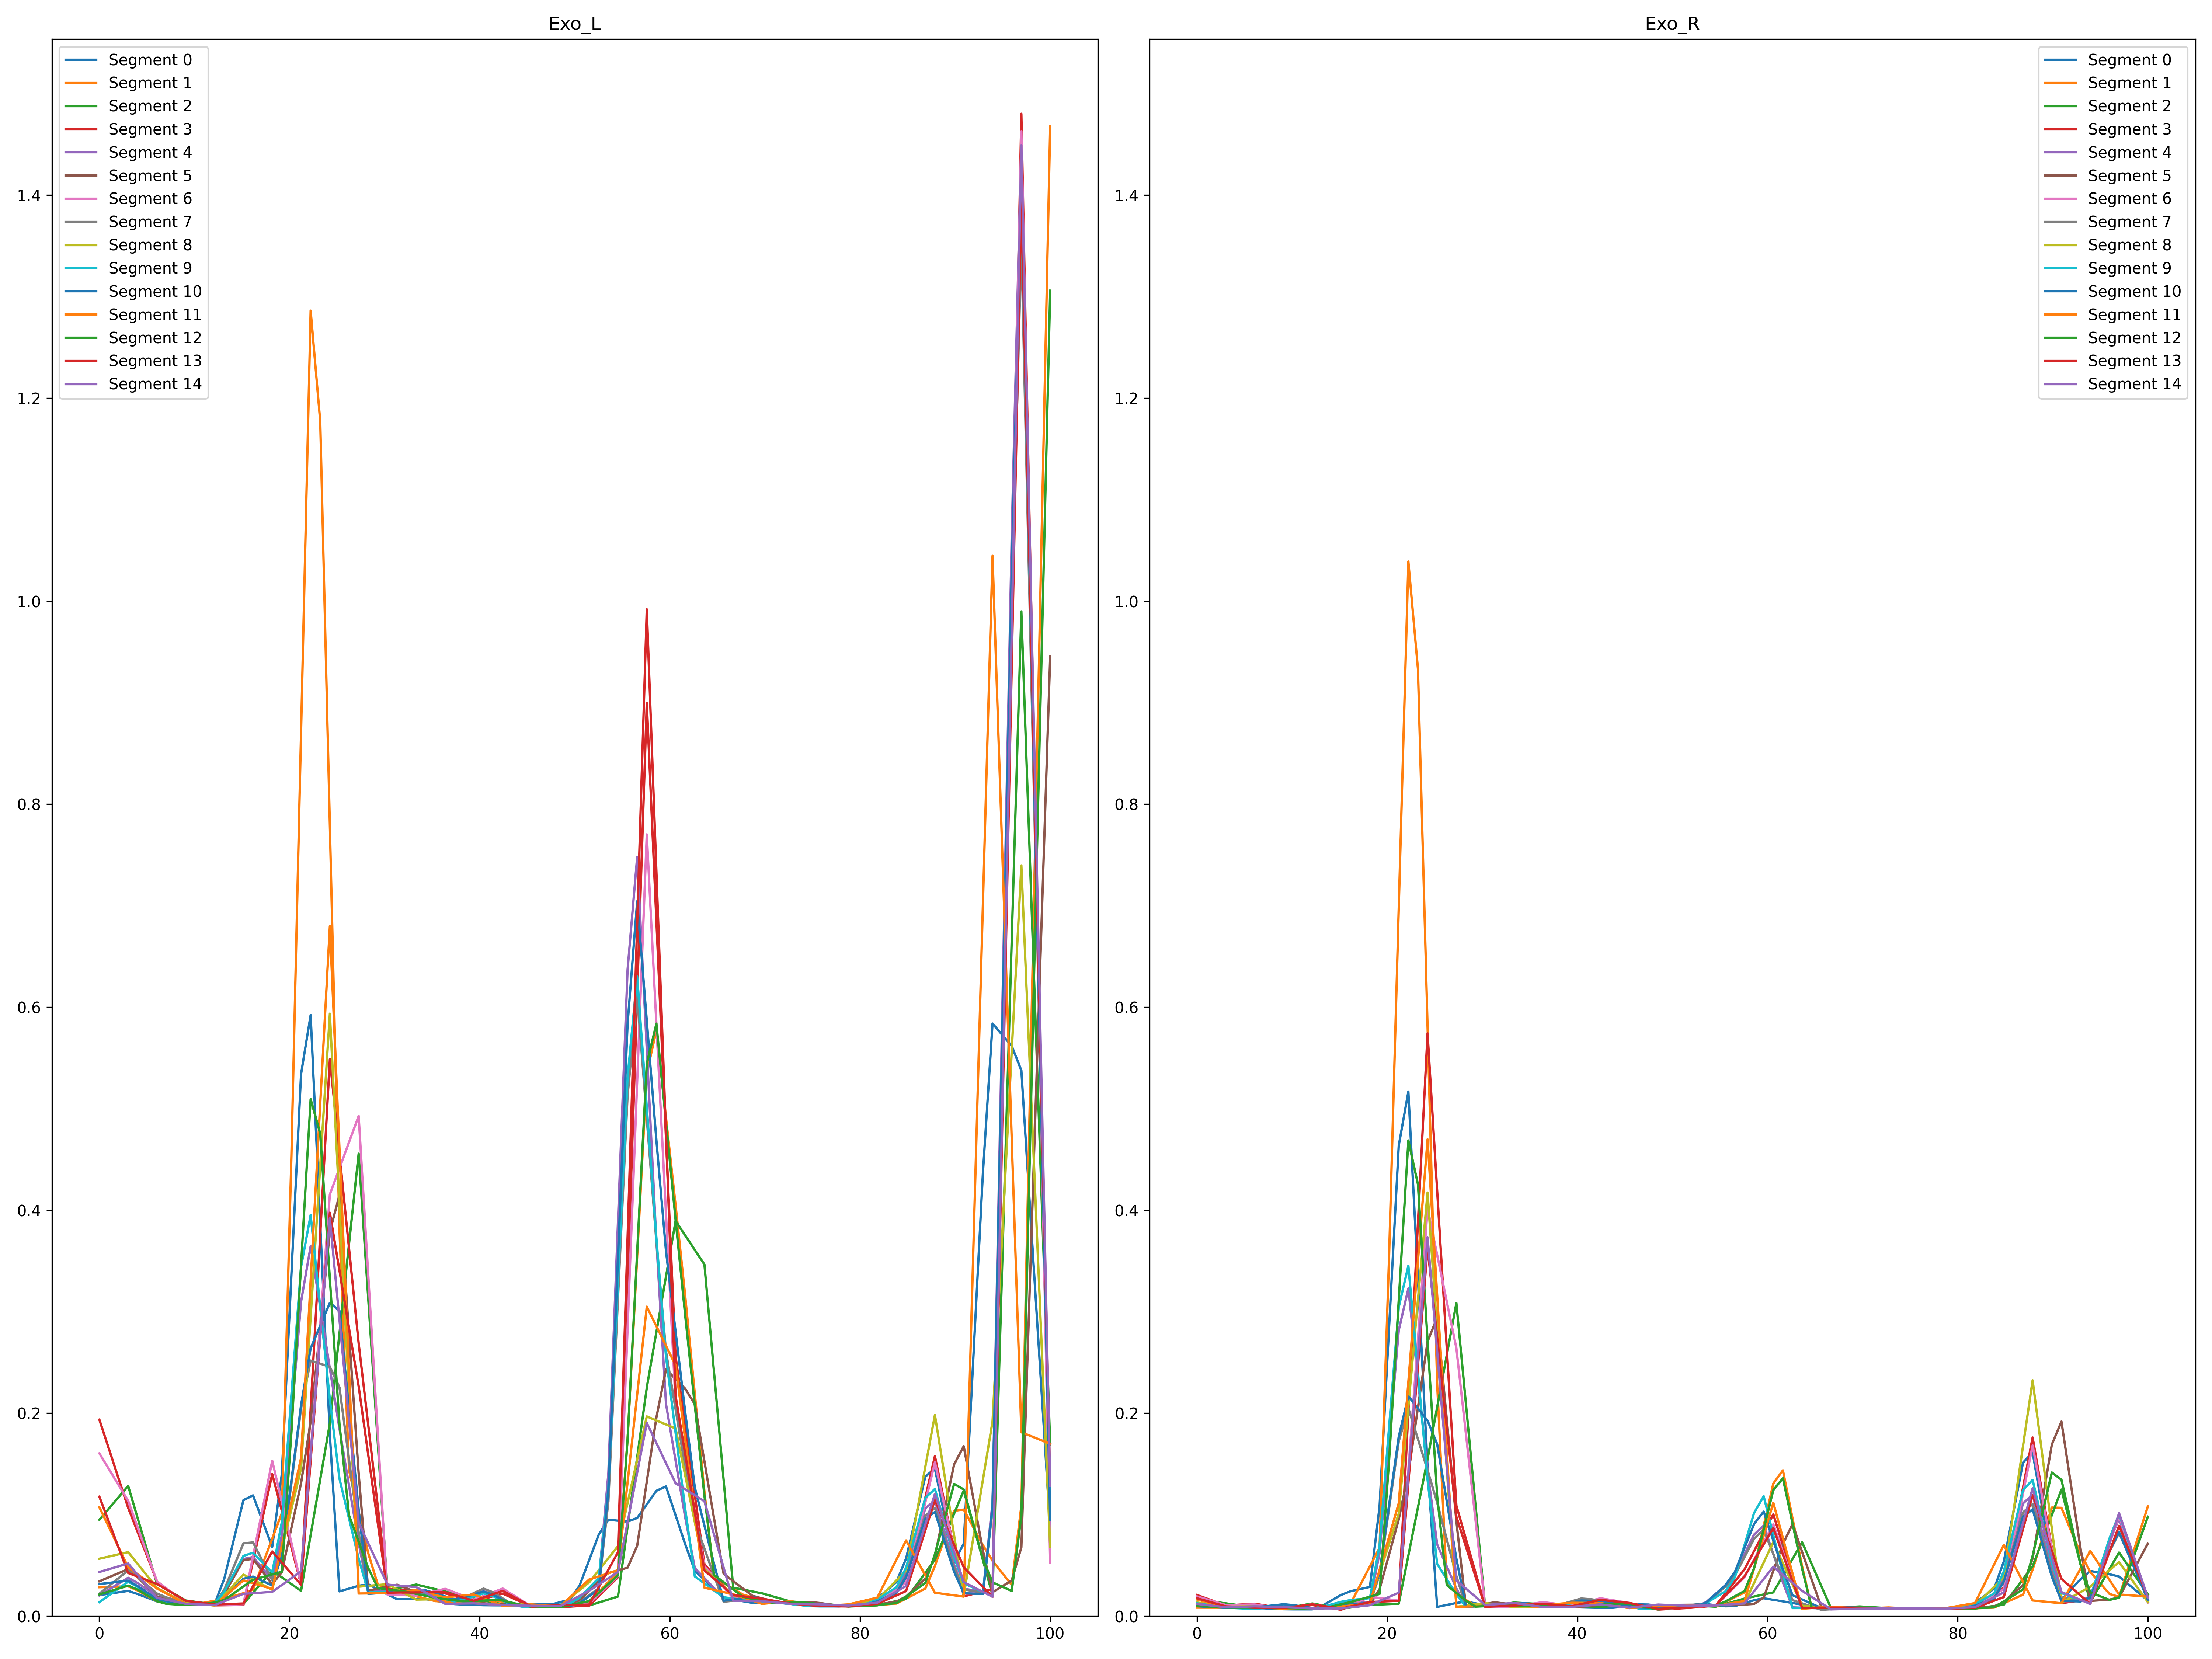 Exo_L
Segment 0
Segment 1
Segment 2
Segment 3
Segment 4
Segment 5
Segment 6
Segment 7
Segment 8
Segment 9
Segment 10
Segment 11
Segment 12
Segment 13
Segment 14
1.4
1.2
1.0
0.8
0.6
0.4
0.2
0.0
0 20 40 60 80 100
Exo_R
Segment 0
Segment 1
Segment 2
Segment 3
Segment 4
Segment 5
Segment 6
Segment 7
Segment 8
Segment 9
Segment 10
Segment 11
Segment 12
Segment 13
Segment 14
1.4
1.2
1.0
0.8
0.6
0.4
0.2
0.0
0 20 40 60 80 100